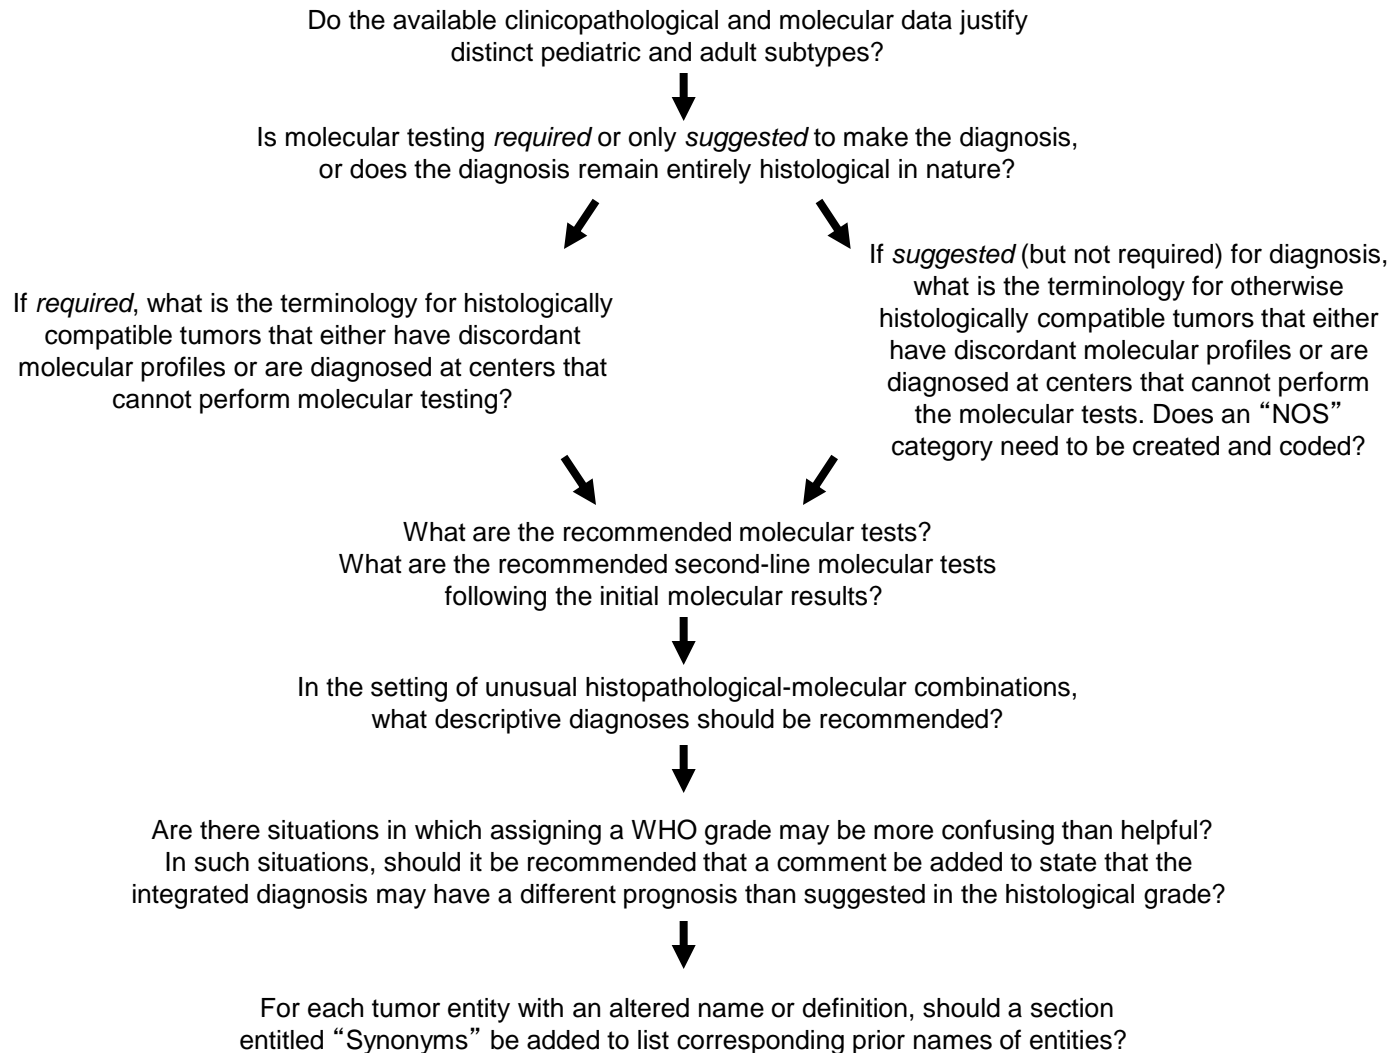 Do the available clinicopathological and molecular data justify
distinct pediatric and adult subtypes?
Is molecular testing required or only suggested to make the diagnosis,
or does the diagnosis remain entirely histological in nature?
If required, what is the terminology for histologically
compatible tumors that either have discordant
molecular profiles or are diagnosed at centers that
cannot perform molecular testing?
If suggested (but not required) for diagnosis,
what is the terminology for otherwise
histologically compatible tumors that either
have discordant molecular profiles or are
diagnosed at centers that cannot perform
the molecular tests. Does an “NOS”
category need to be created and coded?
What are the recommended molecular tests?
What are the recommended second-line molecular tests
following the initial molecular results?
In the setting of unusual histopathological-molecular combinations,
what descriptive diagnoses should be recommended?
Are there situations in which assigning a WHO grade may be more confusing than helpful?
In such situations, should it be recommended that a comment be added to state that the
integrated diagnosis may have a different prognosis than suggested in the histological grade?
For each tumor entity with an altered name or definition, should a section
entitled “Synonyms” be added to list corresponding prior names of entities?